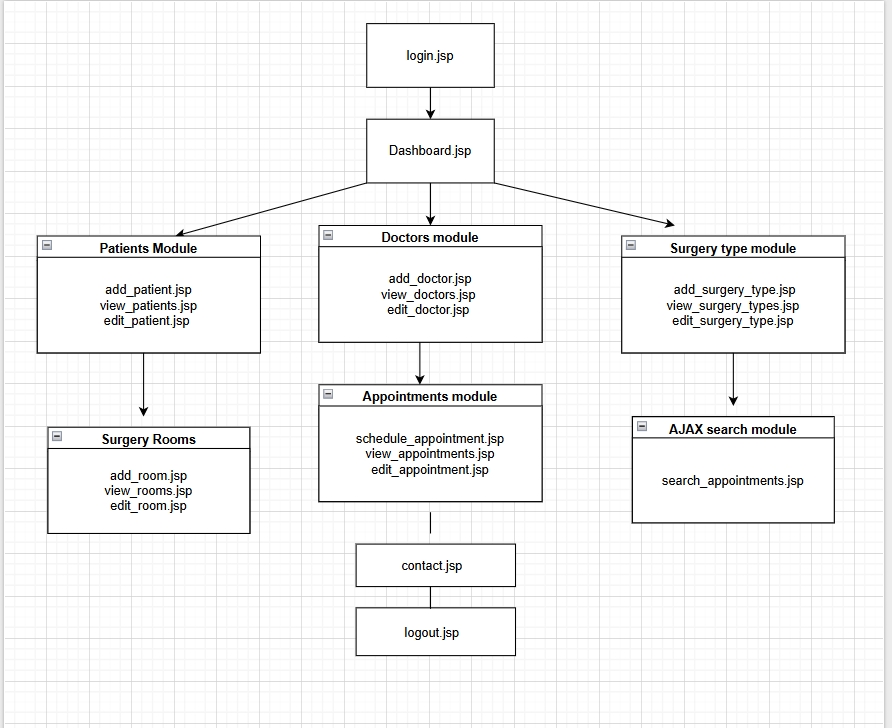 login.jsp
Dashboard.jsp
Patients Module
add_patient.jsp
view_patients.jsp
edit_patient.jsp
Doctors module
add_doctor.jsp
view_doctors.jsp
edit_doctor.jsp
Surgery type module
add_surgery_type.jsp
view_surgery_types.jsp
edit_surgery_type.jsp
Surgery Rooms
add_room.jsp
view_rooms.jsp
edit_room.jsp
Appointments module
schedule_appointment.jsp
view_appointments.jsp
edit_appointment.jsp
AJAX search module
search_appointments.jsp
contact.jsp
logout.jsp